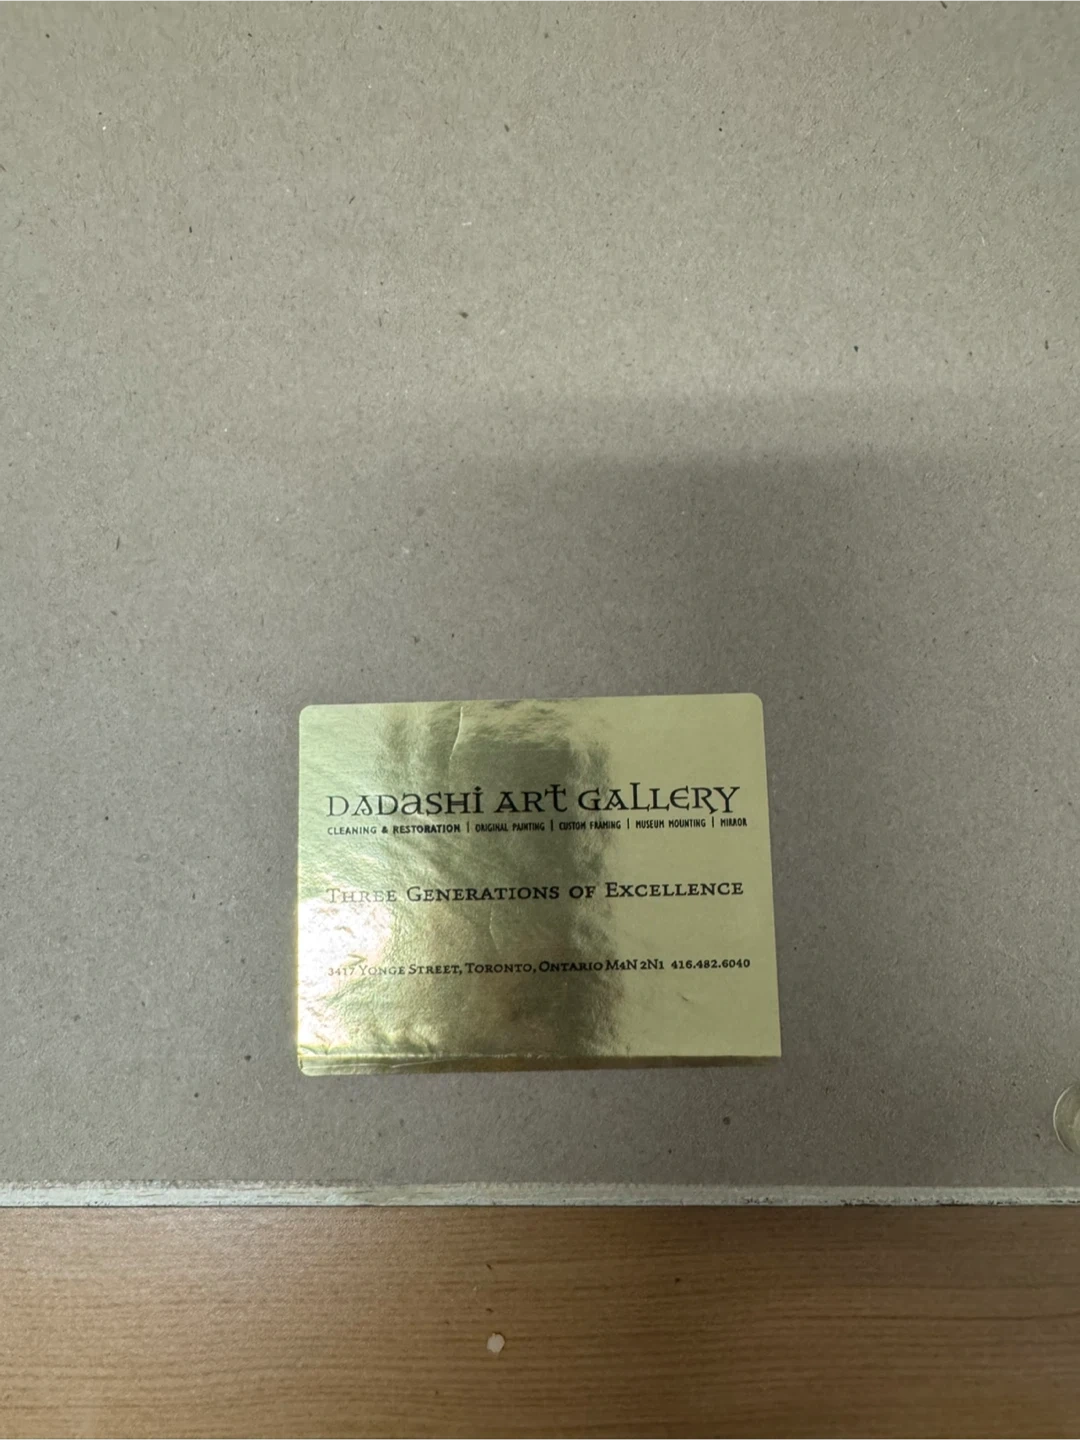 DADASHI ART GALLERY
CLEANING & RESTORATION | ORIGINAL PAINTING | CUSTOM FRAMING | MUSEUM MOUNTING | MIRROR
THREE GENERATIONS OF EXCELLENCE
3417 YONGE STREET, TORONTO, ONTARIO M4N 2N1 416.482.6040